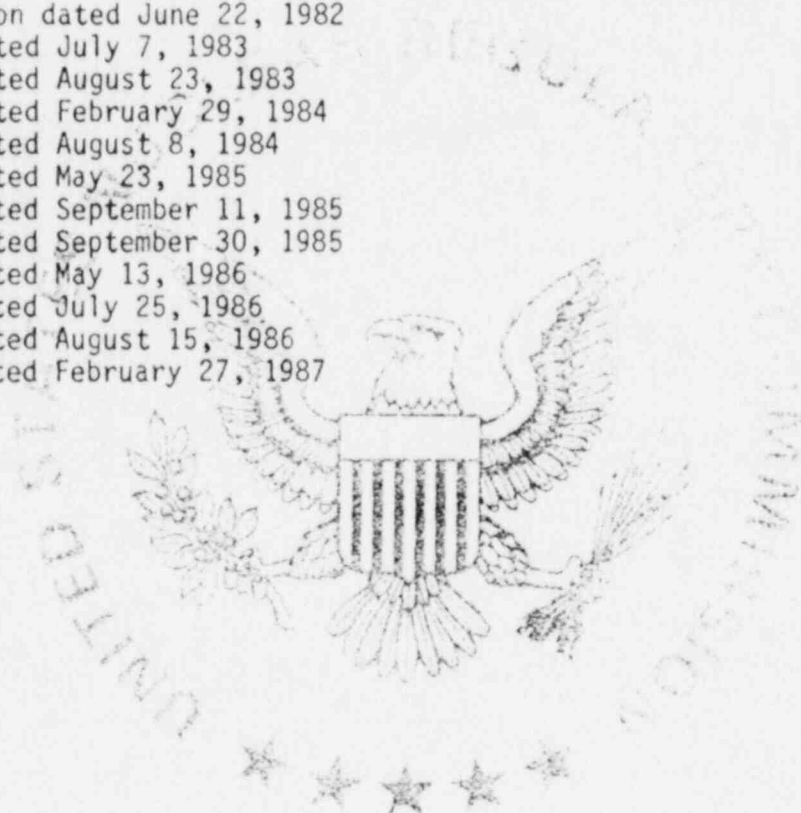 on dated June 22, 1982
ted July 7, 1983
ted August 23, 1983
ted February 29, 1984
ted August 8, 1984
ted May 23, 1985
ted September 11, 1985
ted September 30, 1985
ted May 13, 1986
ted July 25, 1986
ted August 15, 1986
ted February 27, 1987
UNITED